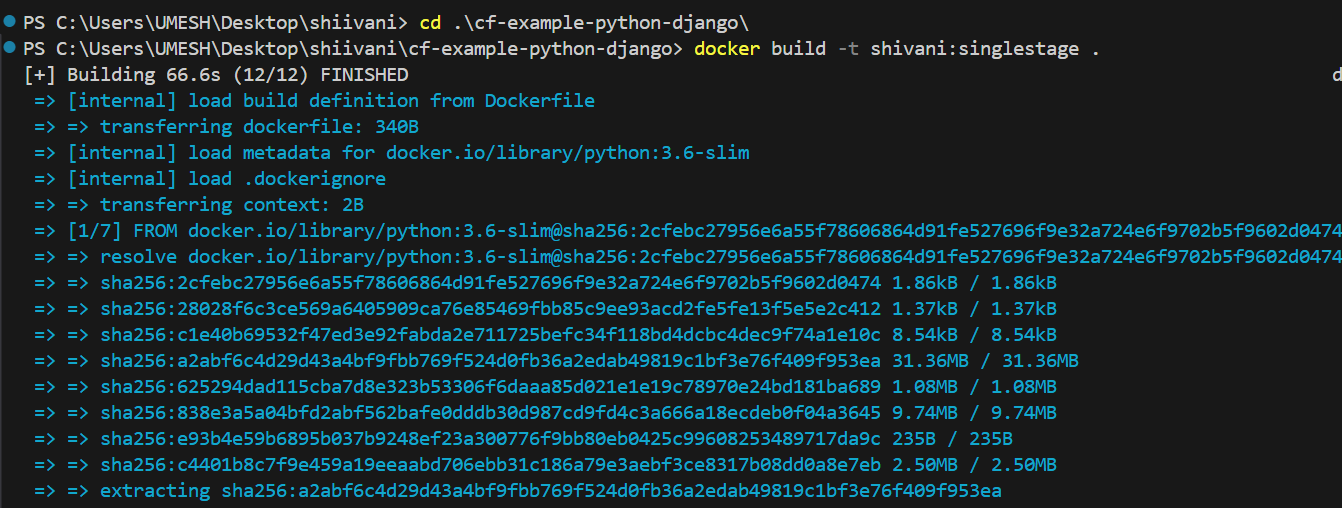 PS C:\Users\UMESH\Desktop\shiivani> cd .\cf-example-python-django\
PS C:\Users\UMESH\Desktop\shiivani\cf-example-python-django> docker build -t shivani:singlestage .
[+] Building 66.6s (12/12) FINISHED d
=> [internal] load build definition from Dockerfile
=> => transferring dockerfile: 340B
=> [internal] load metadata for docker.io/library/python:3.6-slim
=> [internal] load .dockerignore
=> => transferring context: 2B
=> [1/7] FROM docker.io/library/python:3.6-slim@sha256:2cfebc27956e6a55f78606864d91fe527696f9e32a724e6f9702b5f9602d0474
=> => resolve docker.io/library/python:3.6-slim@sha256:2cfebc27956e6a55f78606864d91fe527696f9e32a724e6f9702b5f9602d0474
=> => sha256:2cfebc27956e6a55f78606864d91fe527696f9e32a724e6f9702b5f9602d0474 1.86kB / 1.86kB
=> => sha256:28028f6c3ce569a6405909ca76e85469fbb85c9ee93acd2fe5fe13f5e5e2c412 1.37kB / 1.37kB
=> => sha256:c1e40b69532f47ed3e92fabda2e711725befc34f118bd4dcbc4dec9f74a1e10c 8.54kB / 8.54kB
=> => sha256:a2abf6c4d29d43a4bf9fbb769f524d0fb36a2edab49819c1bf3e76f409f953ea 31.36MB / 31.36MB
=> => sha256:625294dad115cba7d8e323b53306f6daaa85d021e1e19c78970e24bd181ba689 1.08MB / 1.08MB
=> => sha256:838e3a5a04bfd2abf562bafe0dddb30d987cd9fd4c3a666a18ecdeb0f04a3645 9.74MB / 9.74MB
=> => sha256:e93b4e59b6895b037b9248ef23a300776f9bb80eb0425c99608253489717da9c 235B / 235B
=> => sha256:c4401b8c7f9e459a19eeaabd706ebb31c186a79e3aebf3ce8317b08dd0a8e7eb 2.50MB / 2.50MB
=> => extracting sha256:a2abf6c4d29d43a4bf9fbb769f524d0fb36a2edab49819c1bf3e76f409f953ea